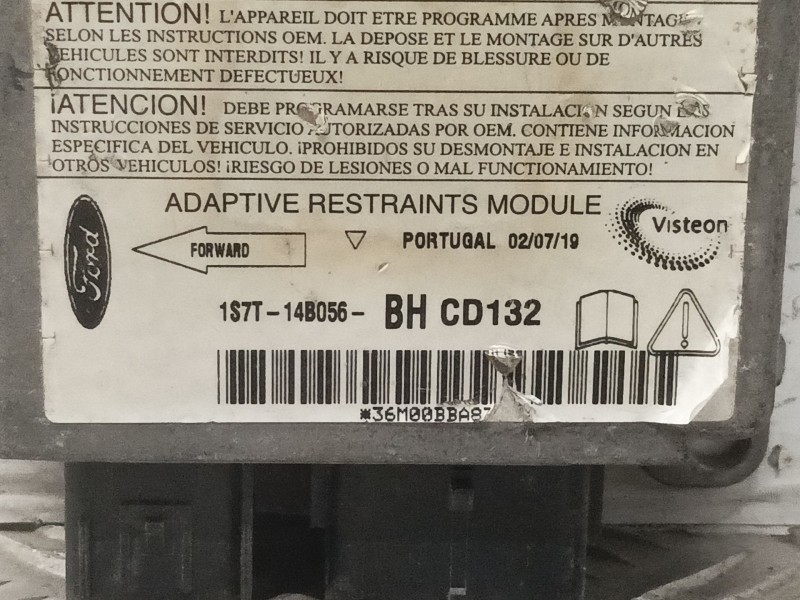 ATTENTION! L'APPAREIL DOIT ETRE PROGRAMME APRES MONTAGE
SELON LES INSTRUCTIONS OEM. LA DEPOSE ET LE MONTAGE SUR D'AUTRES
VEHICULES SONT INTERDITS! IL Y A RISQUE DE BLESSURE OU DE
FONCTIONNEMENT DEFECTUEUX!
¡ATENCION! DEBE PROGRAMARSE TRAS SU INSTALACION SEGUN LAS
INSTRUCCIONES DE SERVICIO AUTORIZADAS POR OEM. CONTIENE INFORMACION
ESPECIFICA DEL VEHICULO. ¡PROHIBIDOS SU DESMONTAJE E INSTALACION EN
OTROS VEHICULOS! ¡RIESGO DE LESIONES O MAL FUNCIONAMIENTO!
ADAPTIVE RESTRAINTS MODULE
Visteon
Ford
FORWARD
PORTUGAL 02/07/19
1S7T-14B056- BH CD132